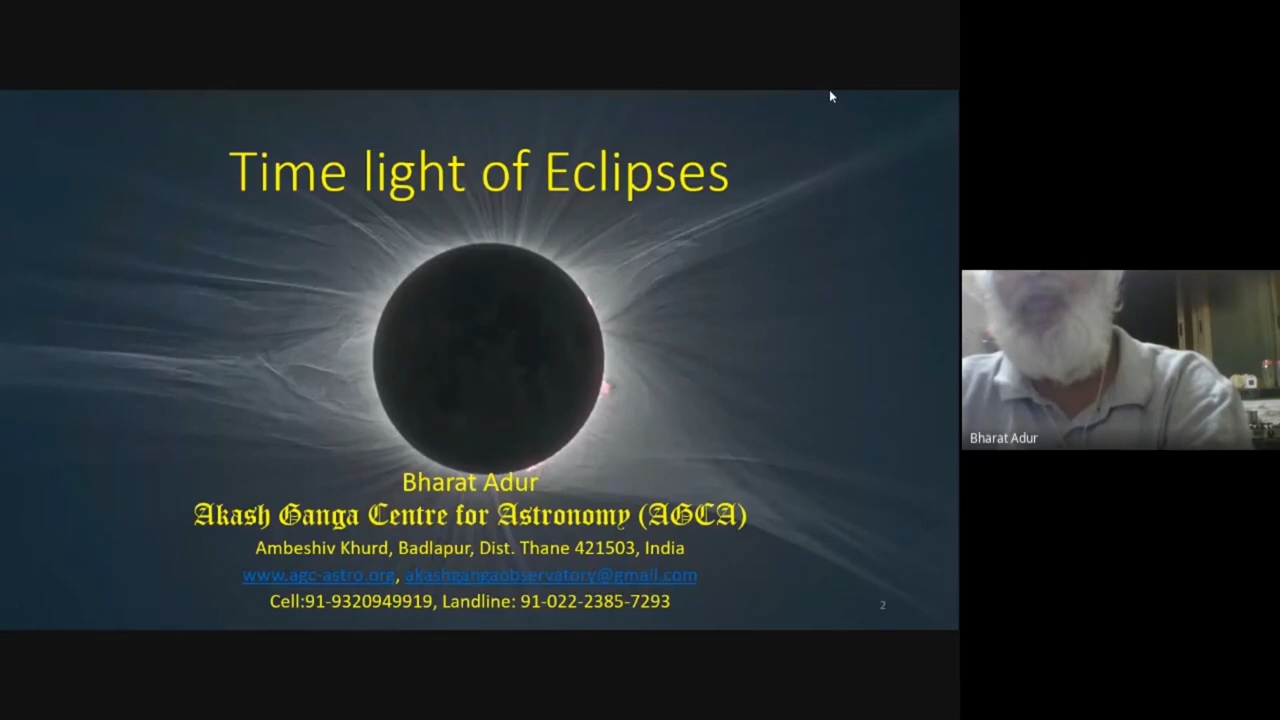 Time light of Eclipses
Bharat Adur
Akash Ganga Centre for Astronomy (AGCA)
Ambeshiv Khurd, Badlapur, Dist. Thane 421503, India
www.agc-astro.org, akashgangaobservatory@gmail.com
Cell:91-9320949919, Landline: 91-022-2385-7293
2
Bharat Adur